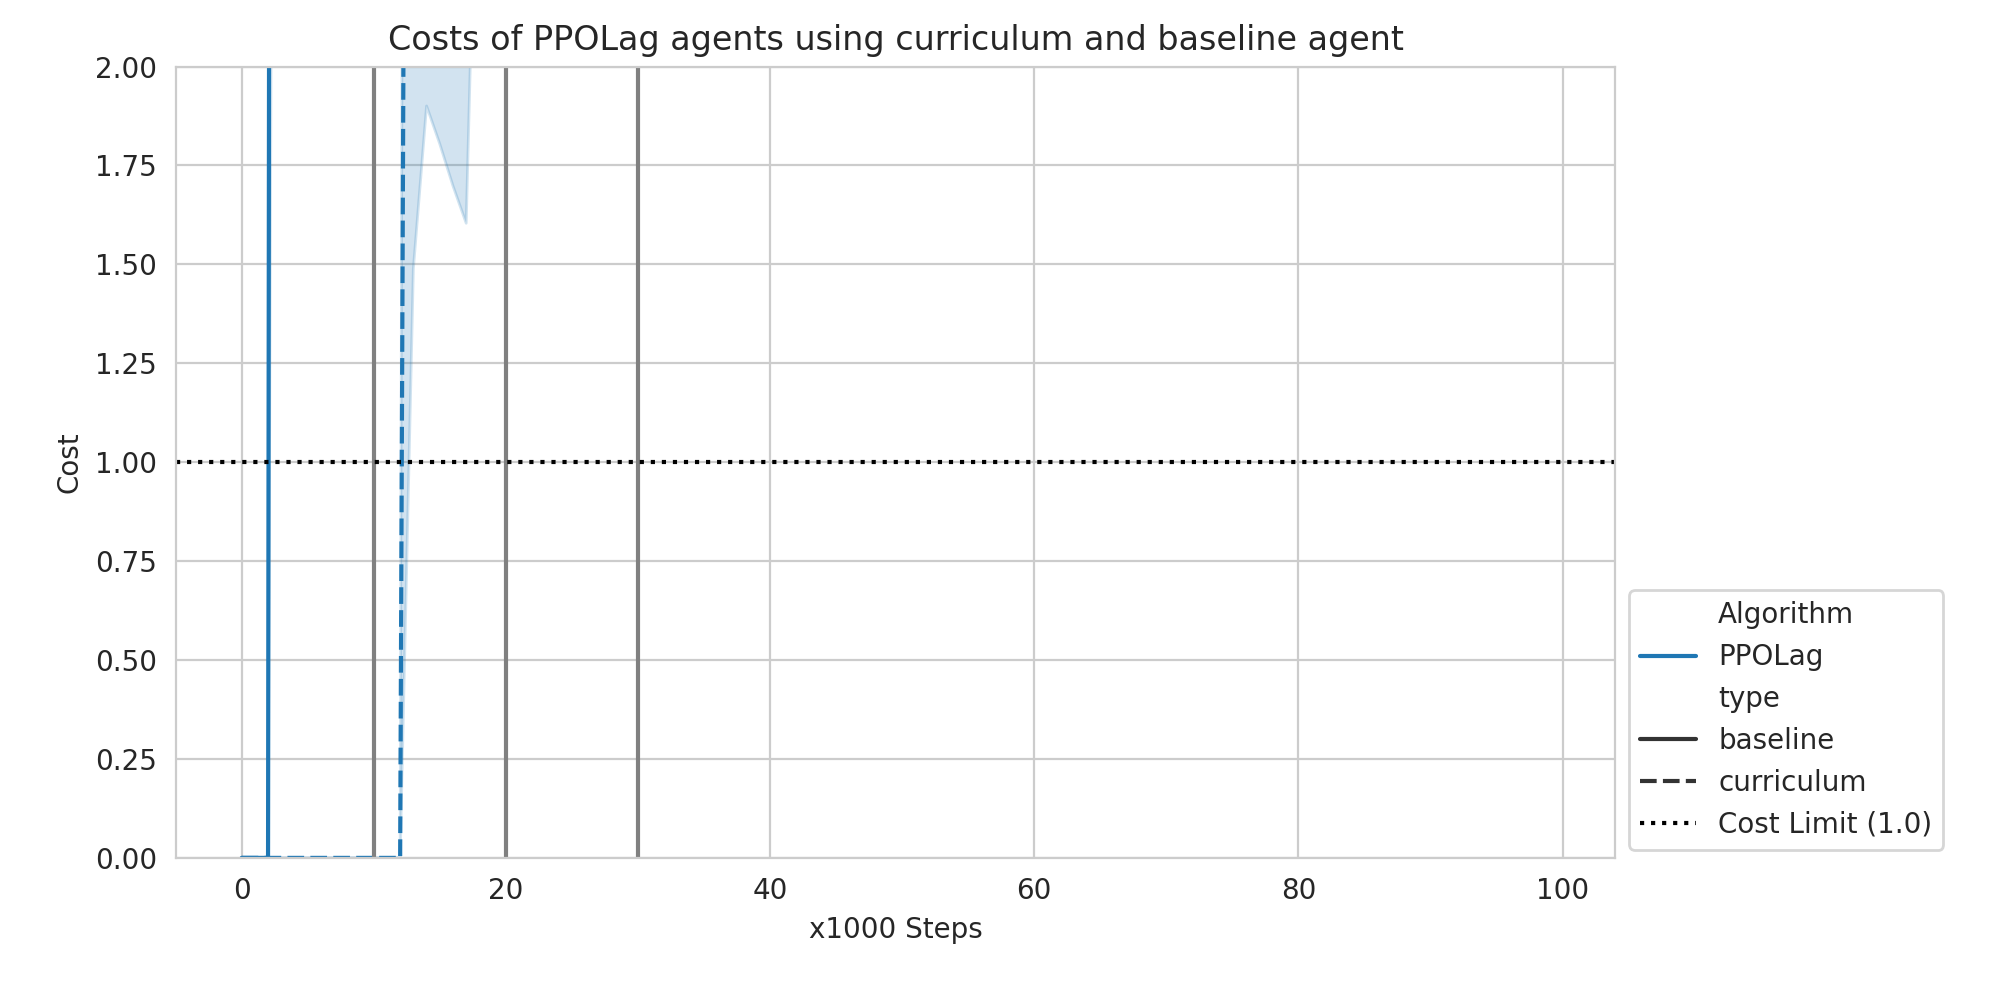 Costs of PPOLag agents using curriculum and baseline agent
2.00
1.75
1.50
1.25
1.00
0.75
0.50
0.25
0.00
Cost
0 20 40 60 80 100
x1000 Steps
Algorithm
PPOLag
type
baseline
curriculum
Cost Limit (1.0)